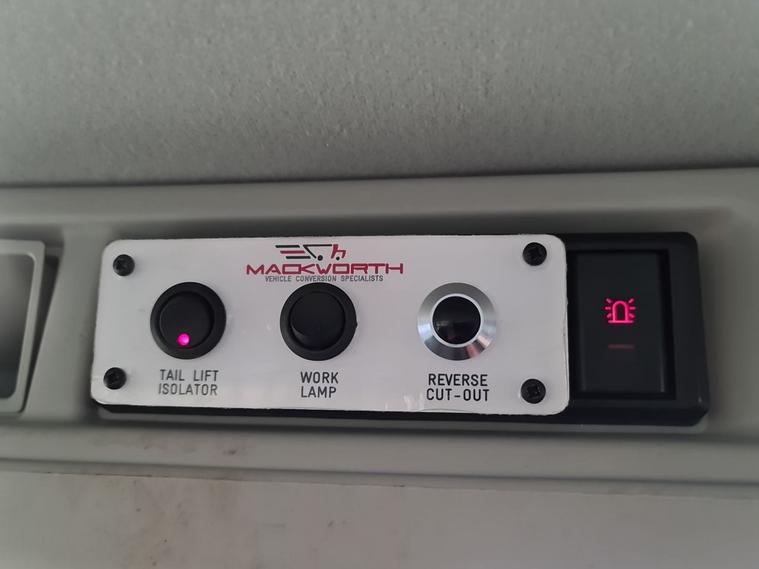 MACKWORTH
VEHICLE CONVERSION SPECIALISTS
TAIL LIFT
ISOLATOR
WORK
LAMP
REVERSE
CUT-OUT